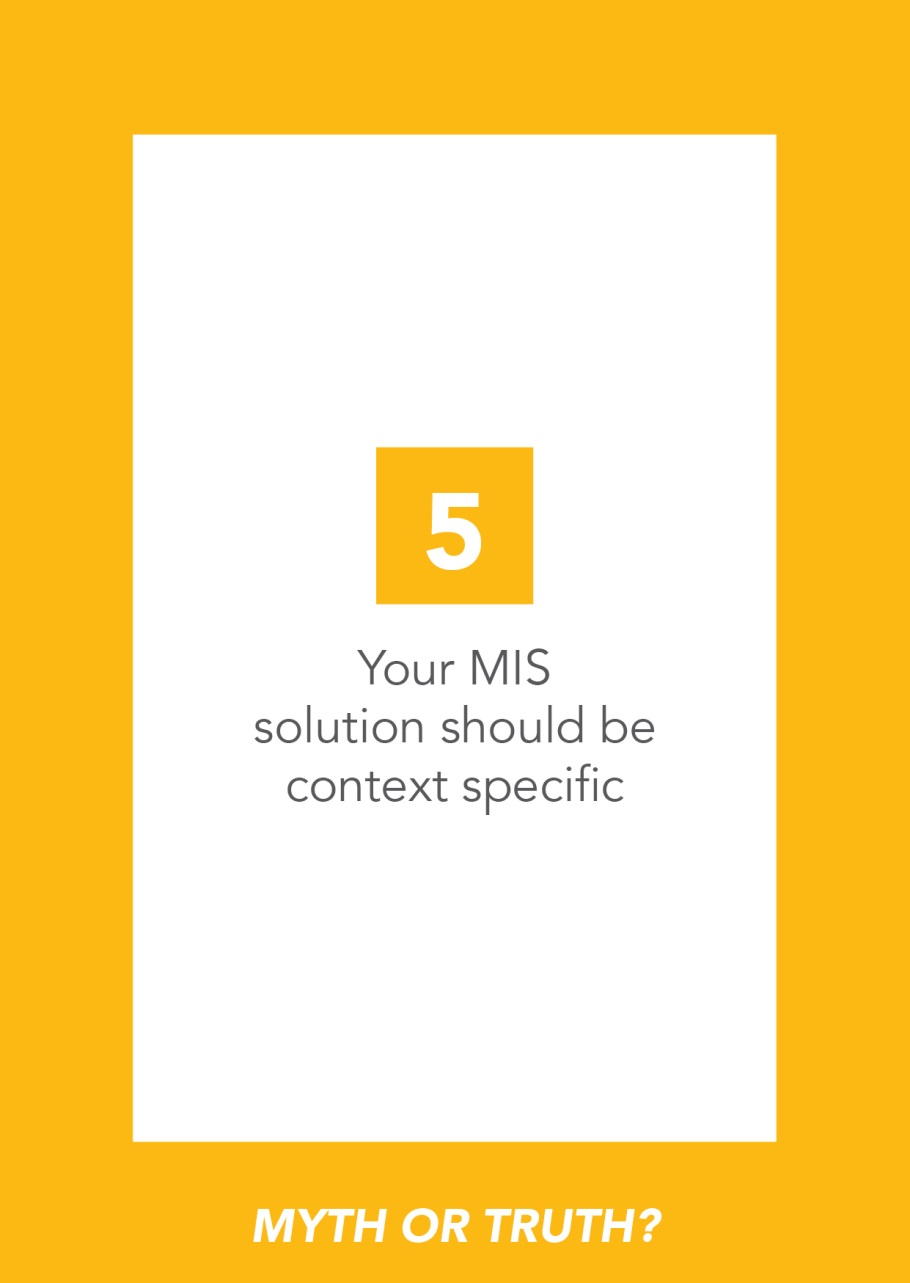 5
Your MIS
solution should be
context specific
MYTH OR TRUTH?